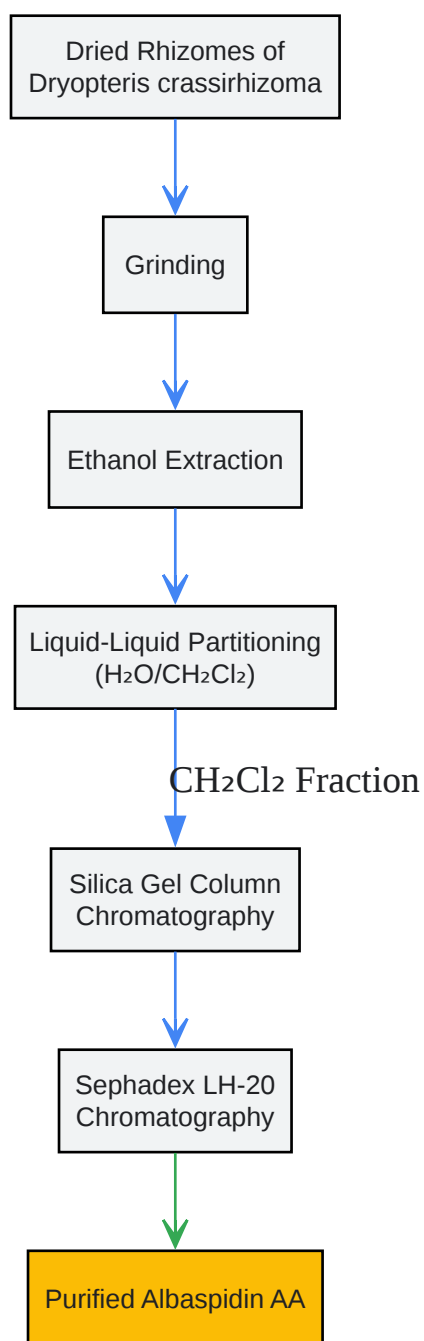 Dried Rhizomes of
Dryopteris crassirhizoma
Grinding
Ethanol Extraction
Liquid-Liquid Partitioning
(H₂O/CH₂Cl₂)
CH₂Cl₂ Fraction
Silica Gel Column
Chromatography
Sephadex LH-20
Chromatography
Purified Albaspidin AA